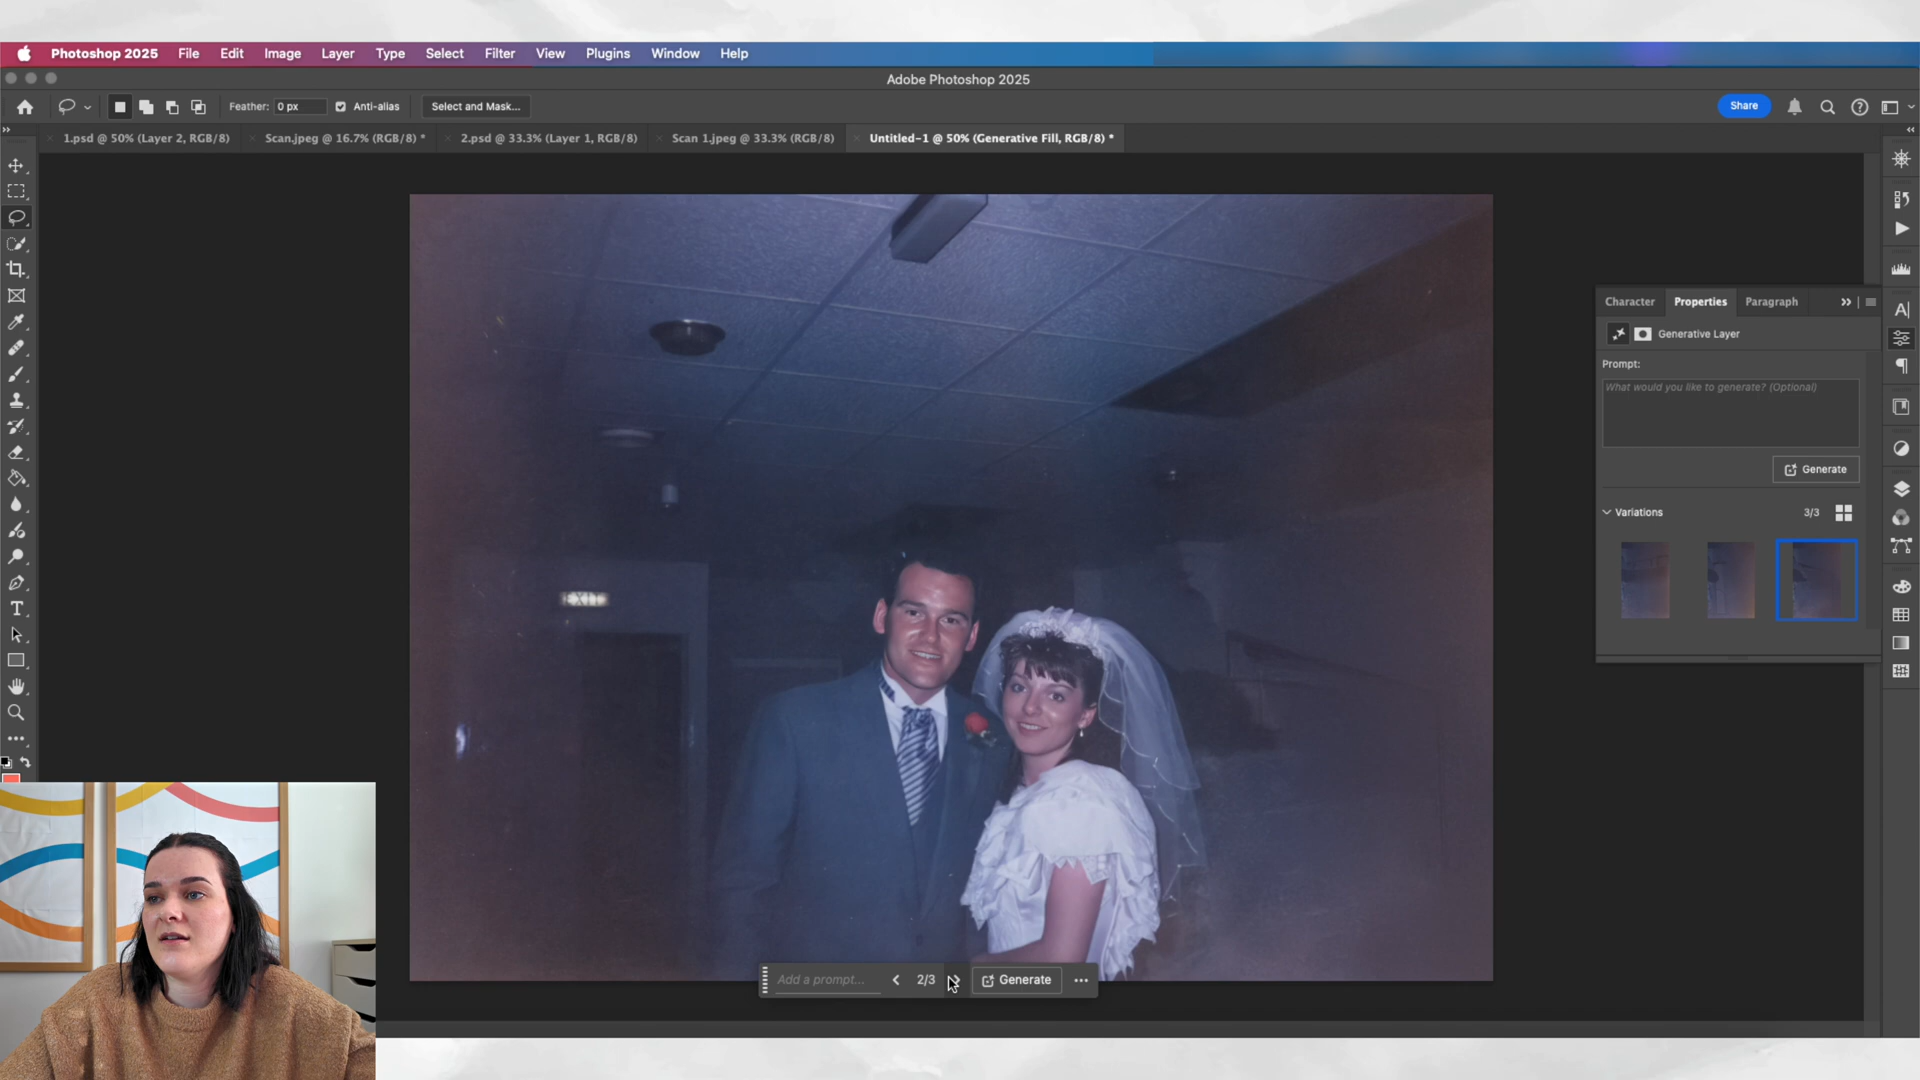 Photoshop 2025 File Edit Image Layer Type Select Filter View Plugins Window Help
Adobe Photoshop 2025
Feather: 0 px Anti-alias Select and Mask... Share
1.psd @ 50% (Layer 2, RGB/8) Scan.jpeg @ 16.7% (RGB/8) * 2.psd @ 33.3% (Layer 1, RGB/8) Scan 1.jpeg @ 33.3% (RGB/8) Untitled-1 @ 50% (Generative Fill, RGB/8) *
Character Properties Paragraph
Generative Layer
Prompt:
What would you like to generate? (Optional)
Generate
Variations 3/3
EXIT
Add a prompt... 2/3 Generate